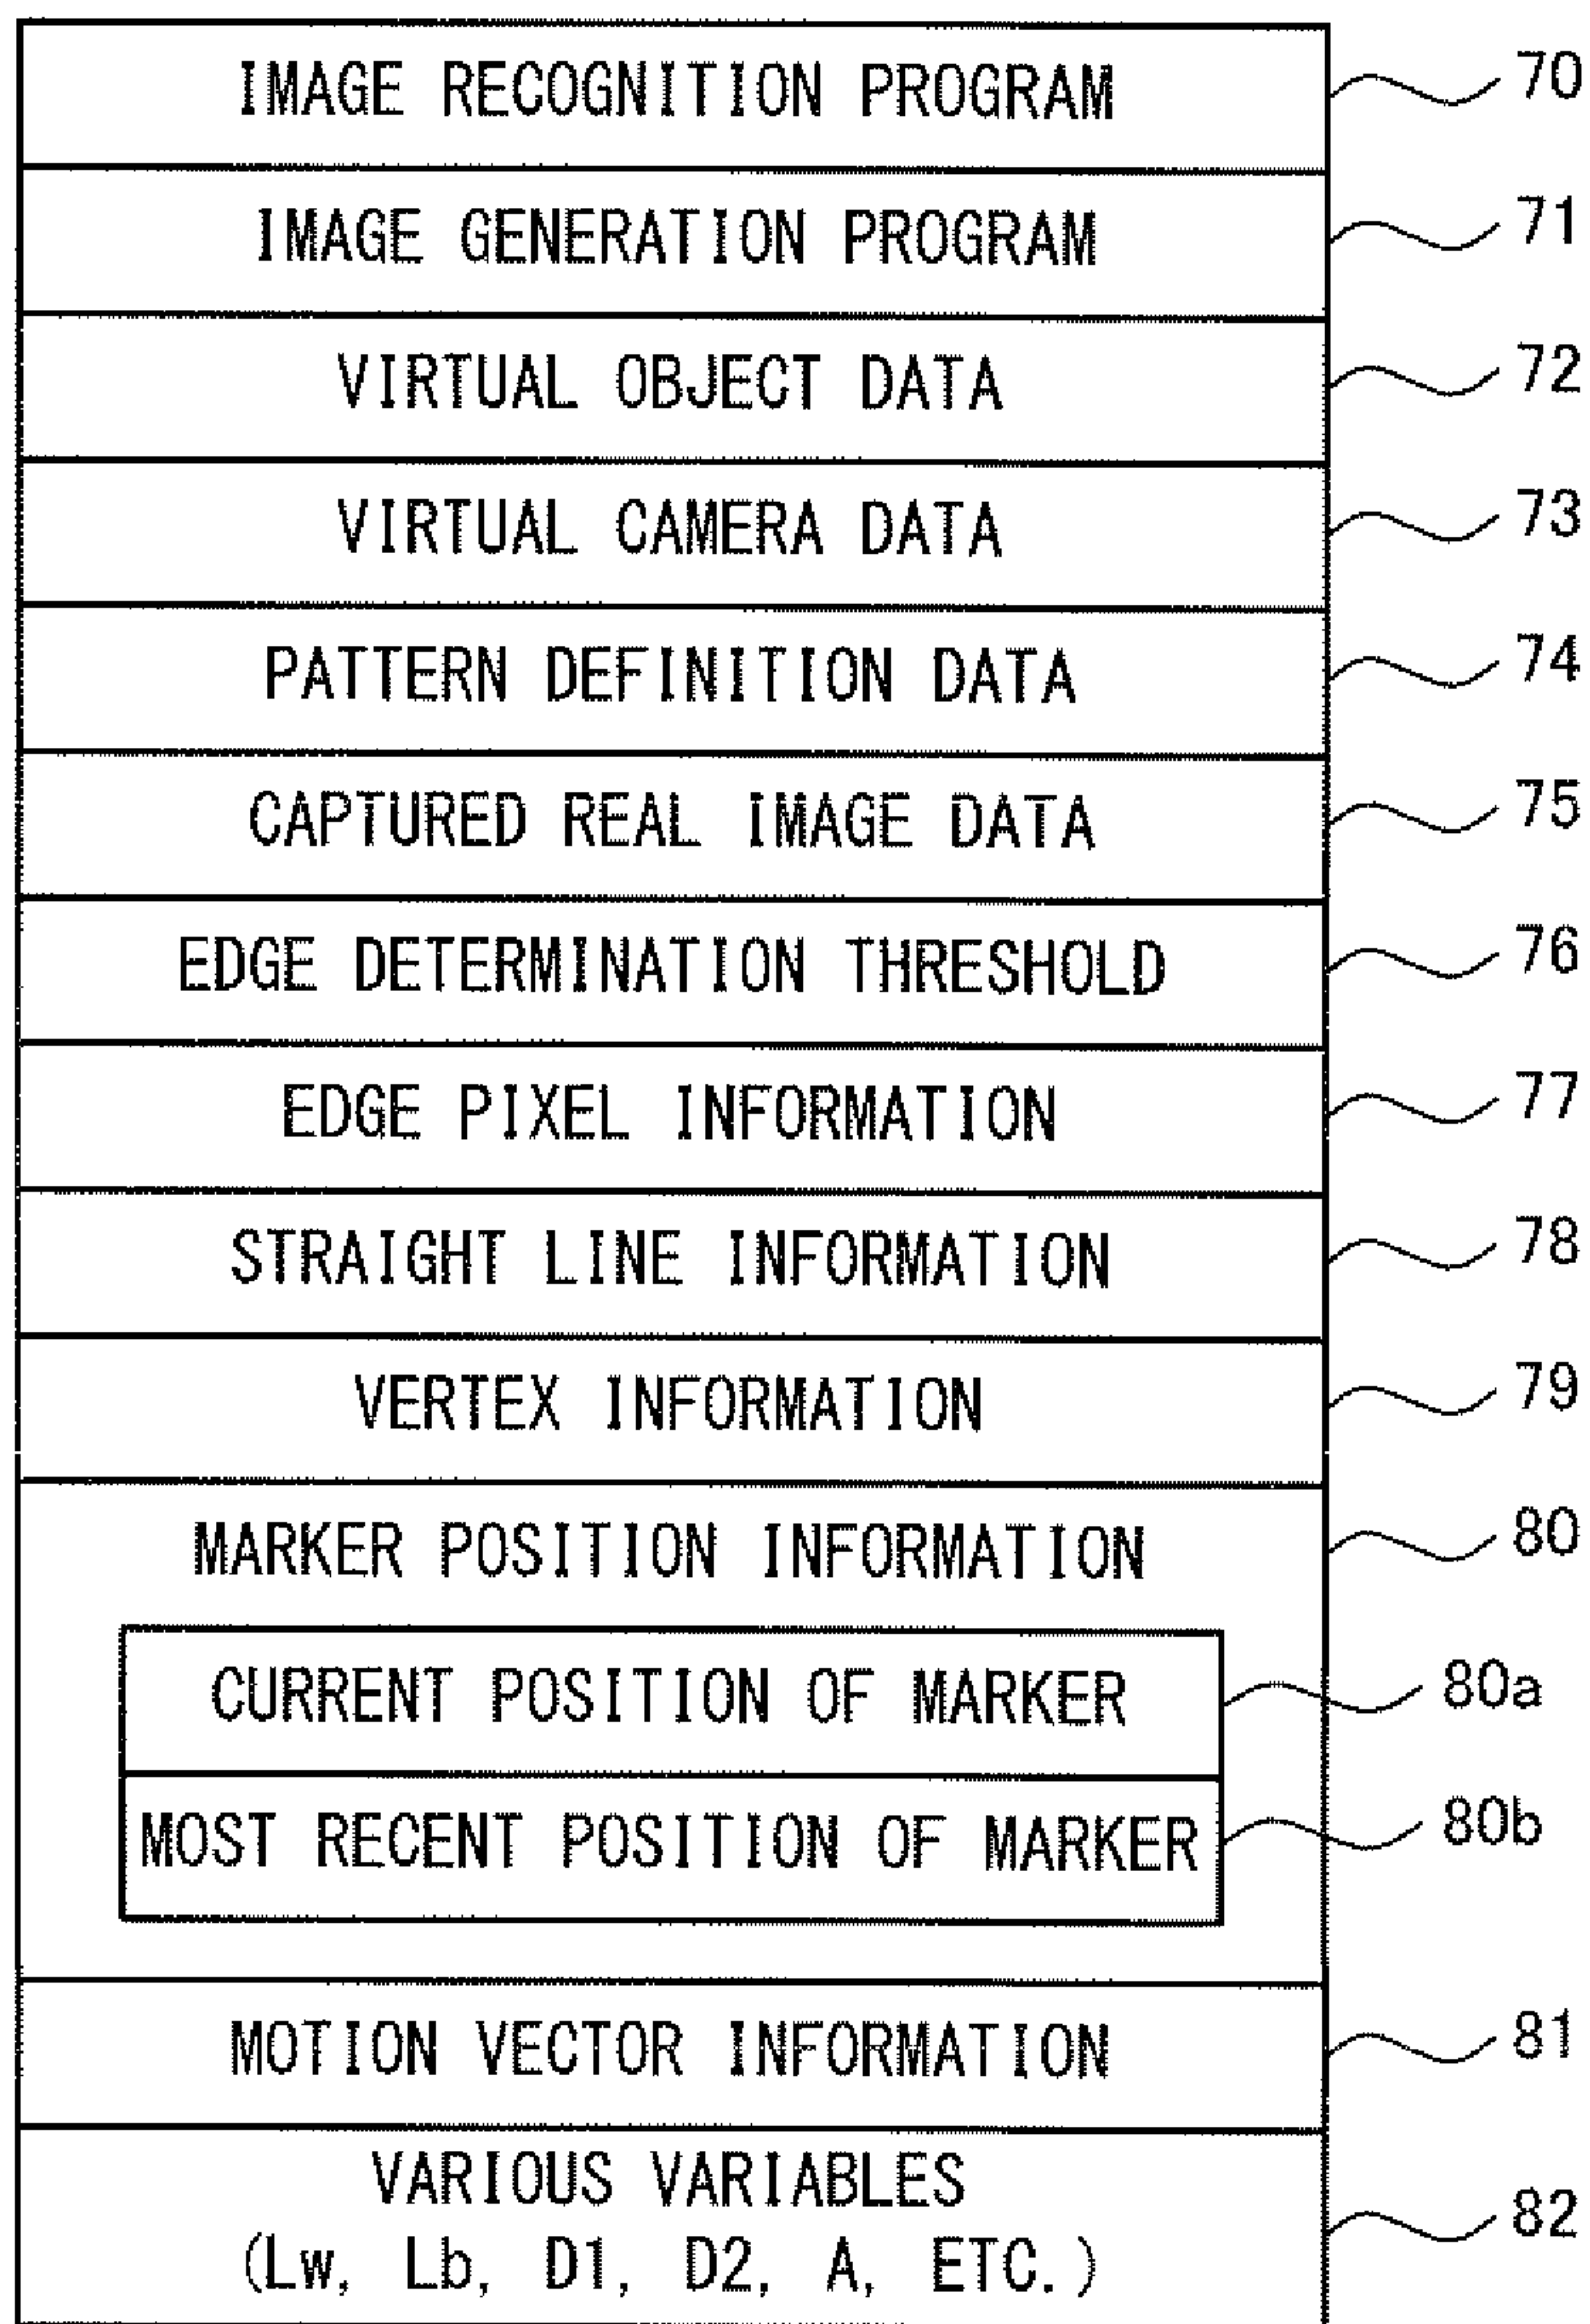 IMAGE RECOGNITION PROGRAM 70
IMAGE GENERATION PROGRAM 71
VIRTUAL OBJECT DATA 72
VIRTUAL CAMERA DATA 73
PATTERN DEFINITION DATA 74
CAPTURED REAL IMAGE DATA 75
EDGE DETERMINATION THRESHOLD 76
EDGE PIXEL INFORMATION 77
STRAIGHT LINE INFORMATION 78
VERTEX INFORMATION 79
MARKER POSITION INFORMATION 80
CURRENT POSITION OF MARKER 80a
MOST RECENT POSITION OF MARKER 80b
MOTION VECTOR INFORMATION 81
VARIOUS VARIABLES
(Lw, Lb, D1, D2, A, ETC.) 82